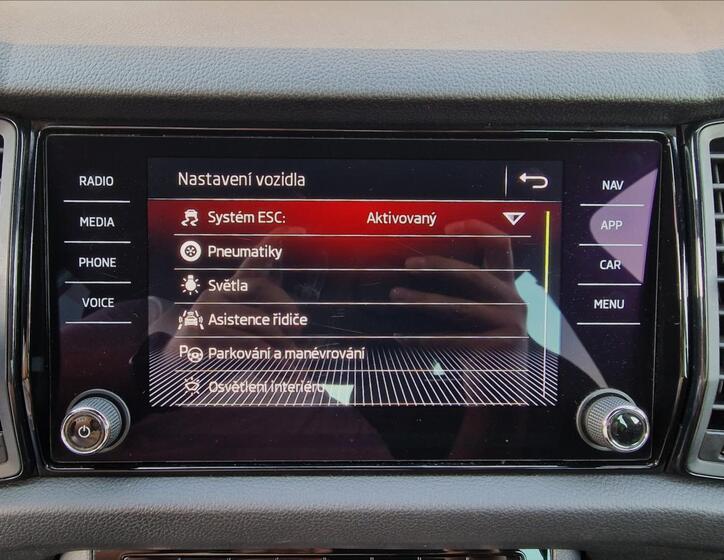 Nastavení vozidla
RADIO
MEDIA
PHONE
VOICE
Systém ESC: Aktivovaný
Pneumatiky
Světla
Asistence řidiče
Parkování a manévrování
Osvětlení interiéru
NAV
APP
CAR
MENU